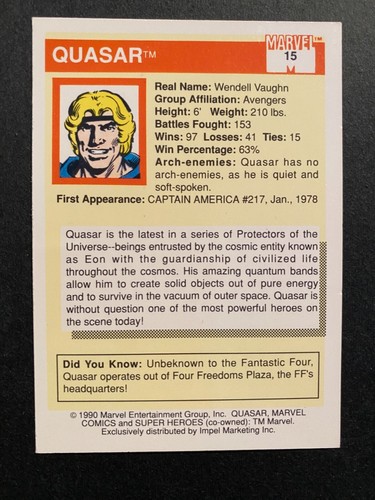 QUASAR™
MARVEL™
15
Real Name: Wendell Vaughn
Group Affiliation: Avengers
Height: 6' Weight: 210 lbs.
Battles Fought: 153
Wins: 97 Losses: 41 Ties: 15
Win Percentage: 63%
Arch-enemies: Quasar has no
arch-enemies, as he is quiet and
soft-spoken.
First Appearance: CAPTAIN AMERICA #217, Jan., 1978
Quasar is the latest in a series of Protectors of the
Universe--beings entrusted by the cosmic entity known
as Eon with the guardianship of civilized life
throughout the cosmos. His amazing quantum bands
allow him to create solid objects out of pure energy
and to survive in the vacuum of outer space. Quasar is
without question one of the most powerful heroes on
the scene today!
Did You Know: Unbeknown to the Fantastic Four,
Quasar operates out of Four Freedoms Plaza, the FF's
headquarters!
© 1990 Marvel Entertainment Group, Inc. QUASAR, MARVEL
COMICS and SUPER HEROES (co-owned): TM Marvel.
Exclusively distributed by Impel Marketing Inc.